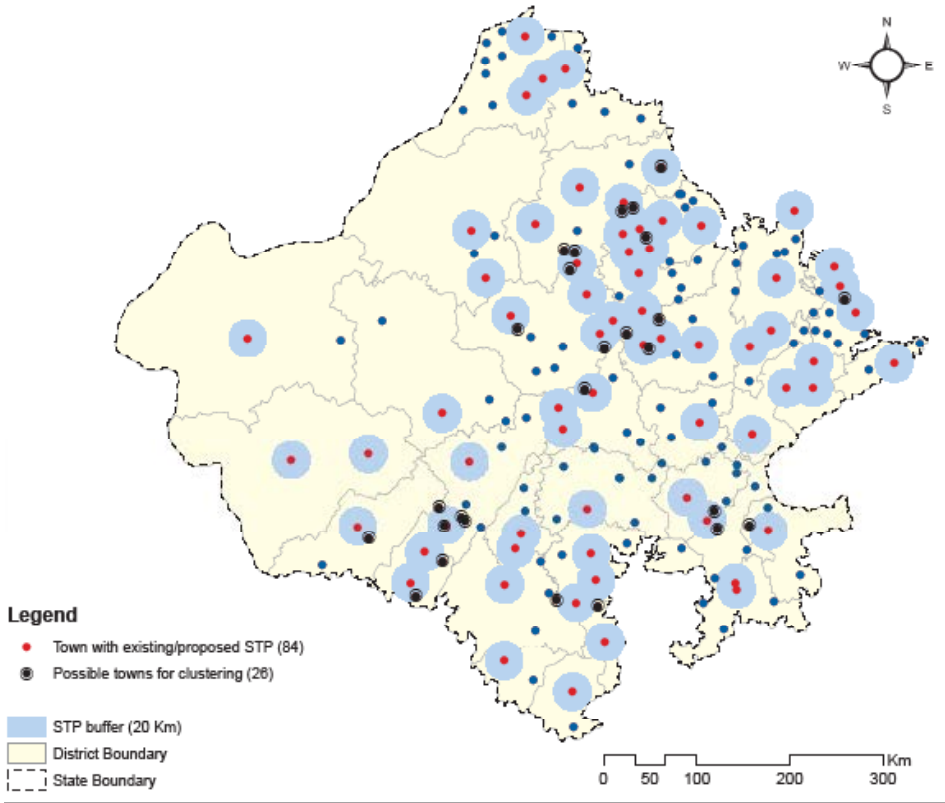 N
W E
S
Legend
Town with existing/proposed STP (84)
Possible towns for clustering (26)
STP buffer (20 Km)
District Boundary
State Boundary
Km
0 50 100 200 300